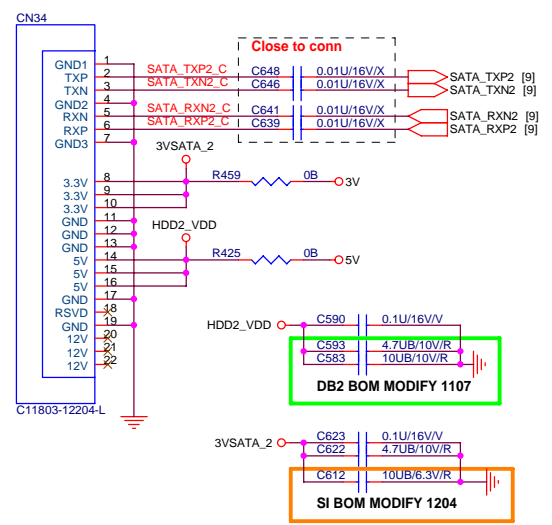 CN34
Close to conn
GND1 1
TXP 2 SATA_TXP2_C C648 0.01U/16V/X SATA_TXP2 [9]
TXN 3 SATA_TXN2_C C646 0.01U/16V/X SATA_TXN2 [9]
GND2 4
RXN 5 SATA_RXN2_C C641 0.01U/16V/X SATA_RXN2 [9]
RXP 6 SATA_RXP2_C C639 0.01U/16V/X SATA_RXP2 [9]
GND3 7
3VSATA_2
3.3V 8 R459 0B 3V
3.3V 9
3.3V 10
GND 11
GND 12
GND 13
HDD2_VDD
5V 14 R425 0B 5V
5V 15
5V 16
GND 17
RSVD 18
GND 19
12V 20
12V 21
12V 22
C11803-12204-L
HDD2_VDD C590 0.1U/16V/V
C593 4.7UB/10V/R
C583 10UB/10V/R
DB2 BOM MODIFY 1107
3VSATA_2 C623 0.1U/16V/V
C622 4.7UB/10V/R
C612 10UB/6.3V/R
SI BOM MODIFY 1204